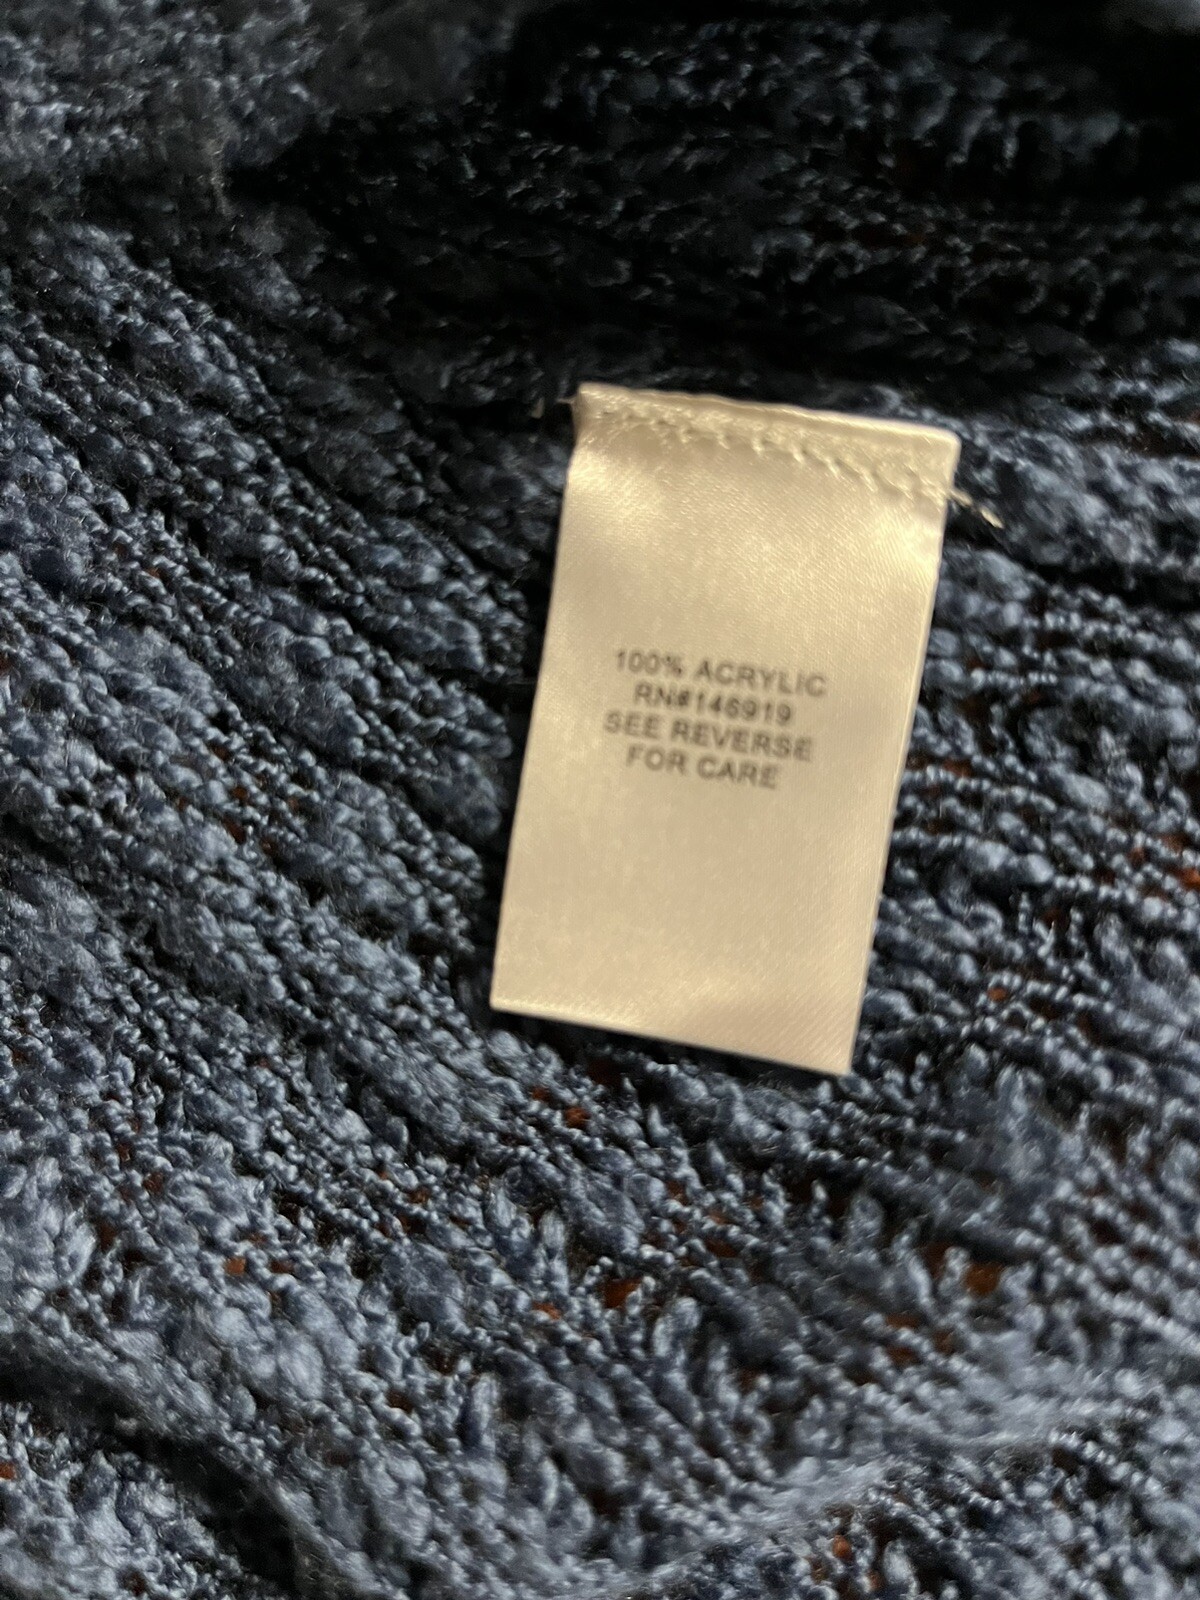 100% ACRYLIC
RN#146919
SEE REVERSE
FOR CARE